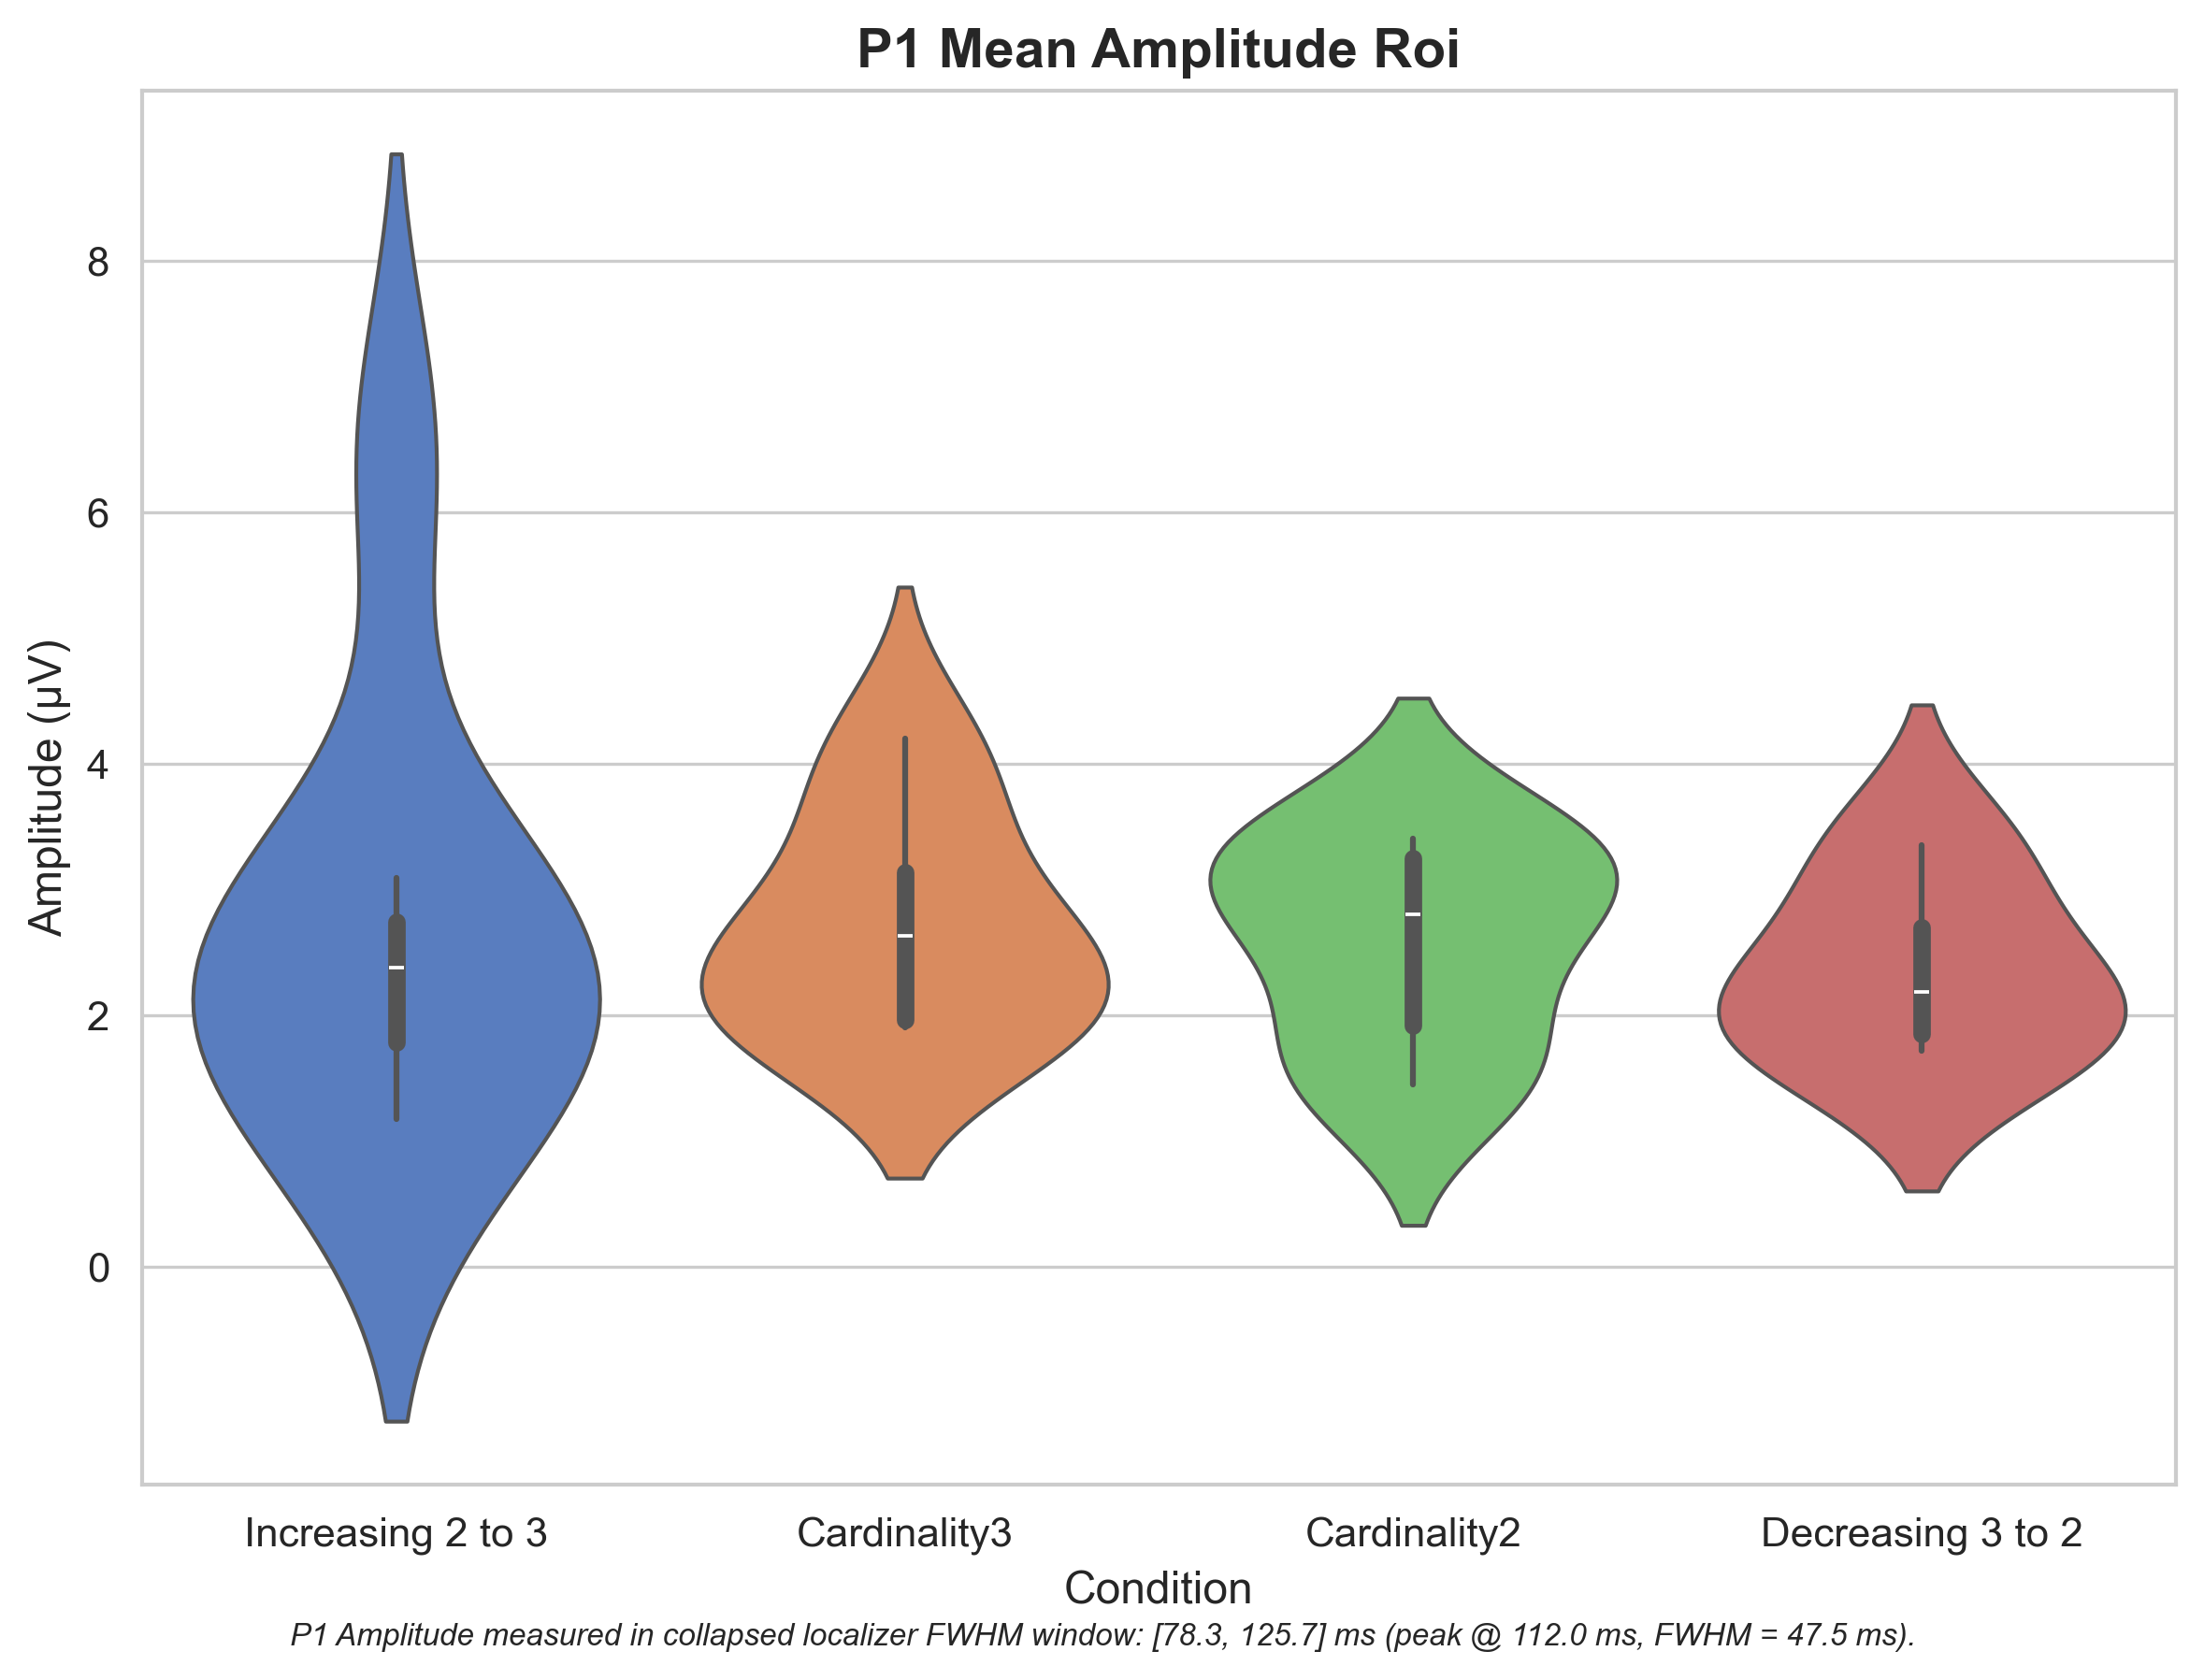 P1 Mean Amplitude Roi
Amplitude (µV)
8
6
4
2
0
Increasing 2 to 3 Cardinality3 Cardinality2 Decreasing 3 to 2
Condition
P1 Amplitude measured in collapsed localizer FWHM window: [78.3, 125.7] ms (peak @ 112.0 ms, FWHM = 47.5 ms).